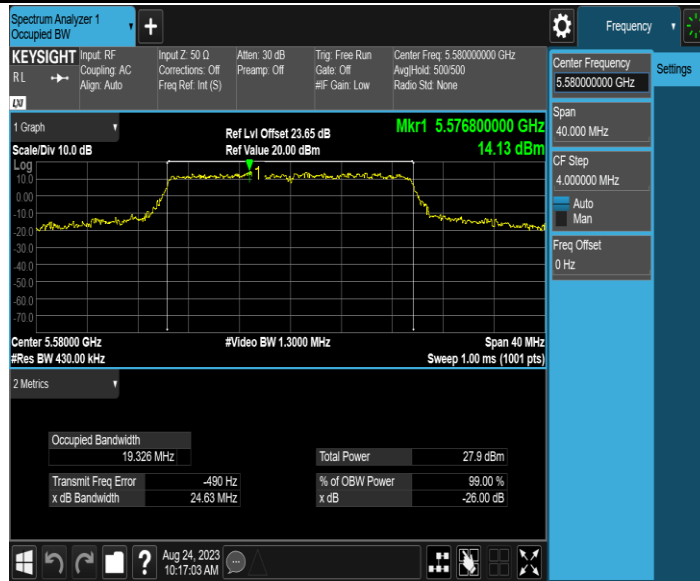 Spectrum Analyzer 1
Occupied BW
Frequency
KEYSIGHT
RL
LXI
Input: RF
Coupling: AC
Align: Auto
Input Z: 50 Ω
Corrections: Off
Freq Ref: Int (S)
Atten: 30 dB
Preamp: Off
Trig: Free Run
Gate: Off
#IF Gain: Low
Center Freq: 5.580000000 GHz
Avg|Hold: 500/500
Radio Std: None
Center Frequency
5.580000000 GHz
Settings
Span
40.000 MHz
CF Step
4.000000 MHz
Auto
Man
Freq Offset
0 Hz
1 Graph
Scale/Div 10.0 dB
Ref Lvl Offset 23.65 dB
Ref Value 20.00 dBm
Mkr1 5.576800000 GHz
14.13 dBm
Log
10.0
0.00
-10.0
-20.0
-30.0
-40.0
-50.0
-60.0
-70.0
1
Center 5.58000 GHz
#Res BW 430.00 kHz
#Video BW 1.3000 MHz
Span 40 MHz
Sweep 1.00 ms (1001 pts)
2 Metrics
Occupied Bandwidth
19.326 MHz
Total Power 27.9 dBm
Transmit Freq Error -490 Hz
% of OBW Power 99.00 %
x dB Bandwidth 24.63 MHz
x dB -26.00 dB
?
Aug 24, 2023
10:17:03 AM